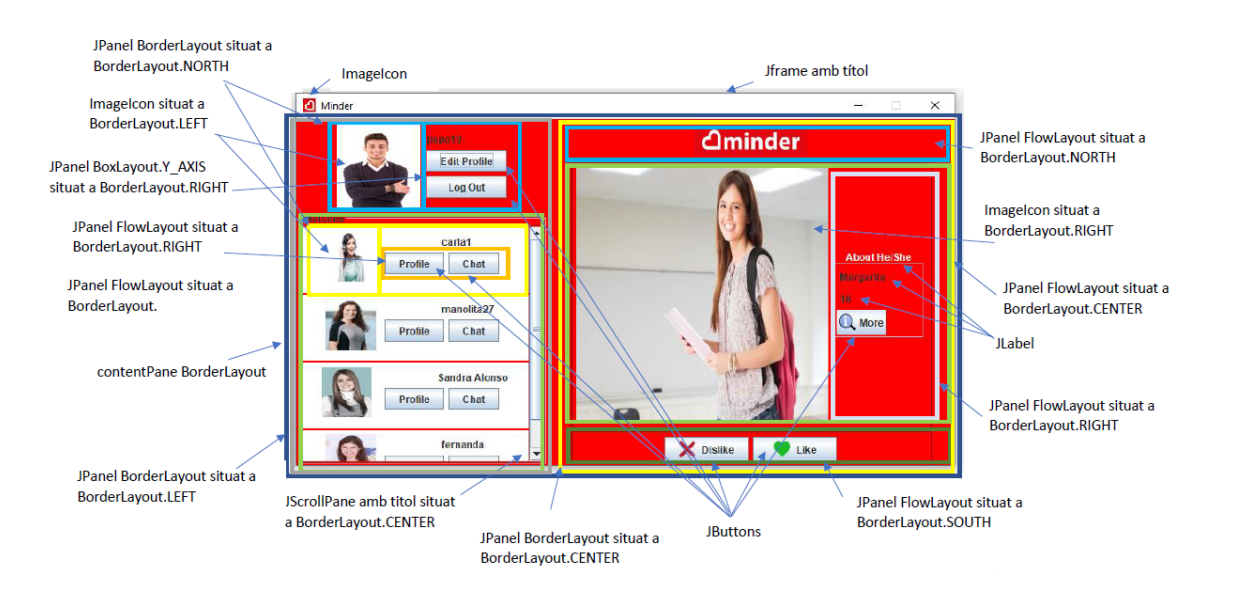 JPanel BorderLayout situat a
BorderLayout.NORTH
ImageIcon
Jframe amb títol
ImageIcon situat a
BorderLayout.LEFT
JPanel BoxLayout.Y_AXIS
situat a BorderLayout.RIGHT
JPanel FlowLayout situat a
BorderLayout.RIGHT
JPanel FlowLayout situat a
BorderLayout.
contentPane BorderLayout
JPanel BorderLayout situat a
BorderLayout.LEFT
Minder
pepo19
Edit Profile
Log Out
carla1
Profile
Chat
manolita27
Profile
Chat
Sandra Alonso
Profile
Chat
fernanda
minder
About He/She
Margarita
18
More
Dislike
Like
JPanel FlowLayout situat a
BorderLayout.NORTH
ImageIcon situat a
BorderLayout.RIGHT
JPanel FlowLayout situat a
BorderLayout.CENTER
JLabel
JPanel FlowLayout situat a
BorderLayout.RIGHT
JScrollPane amb titol situat
a BorderLayout.CENTER
JPanel BorderLayout situat a
BorderLayout.CENTER
JButtons
JPanel FlowLayout situat a
BorderLayout.SOUTH